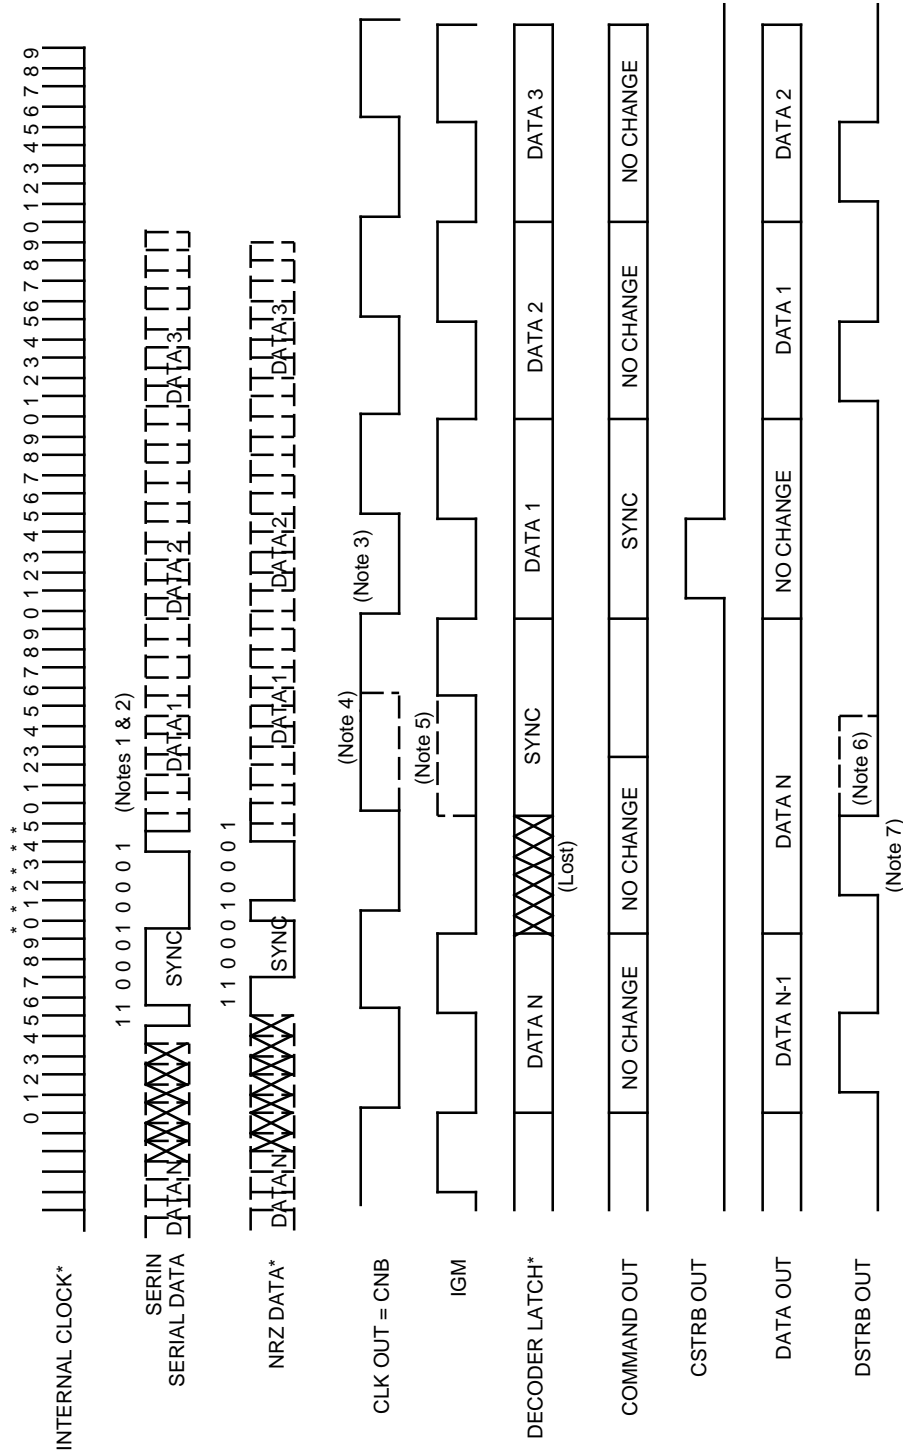 * * * * * *
INTERNAL CLOCK* 0 1 2 3 4 5 6 7 8 9 0 1 2 3 4 5 0 1 2 3 4 5 6 7 8 9 0 1 2 3 4 5 6 7 8 9 0 1 2 3 4 5 6 7 8 9 0 1 2 3 4 5 6 7 8 9
1 1 0 0 0 1 0 0 0 1 (Notes 1 & 2)
SERIN
SERIAL DATA DATA N SYNC DATA 1 DATA 2 DATA 3
1 1 0 0 0 1 0 0 0 1
NRZ DATA* DATA N SYNC DATA 1 DATA 2 DATA 3
(Note 4) (Note 3)
CLK OUT = CNB
(Note 5)
IGM
DECODER LATCH* DATA N SYNC DATA 1 DATA 2 DATA 3
(Lost)
COMMAND OUT NO CHANGE NO CHANGE SYNC NO CHANGE NO CHANGE
CSTRB OUT
DATA OUT DATA N-1 DATA N NO CHANGE DATA 1 DATA 2
DSTRB OUT (Note 6)
(Note 7)